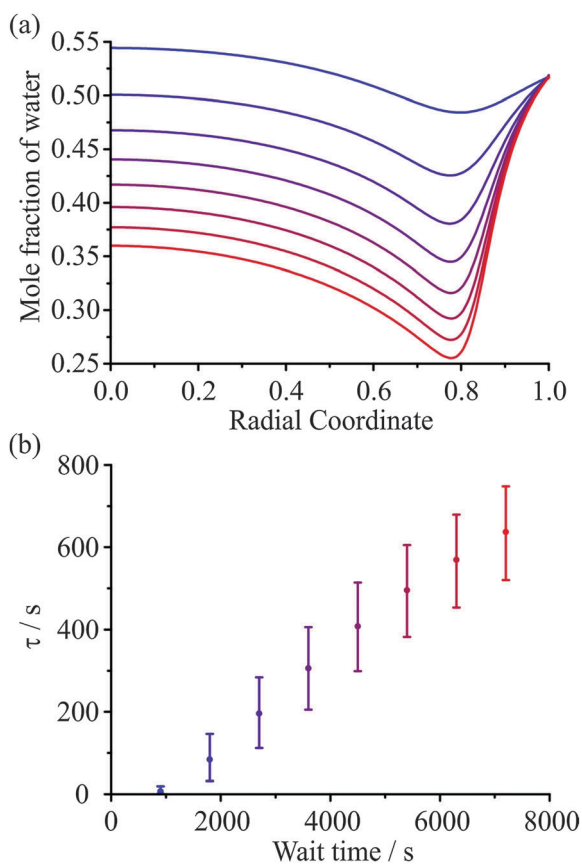 (a)
0.55
0.50
0.45
0.40
0.35
0.30
0.25
Mole fraction of water
0.0 0.2 0.4 0.6 0.8 1.0
Radial Coordinate
(b)
800
600
400
200
0
τ / s
0 2000 4000 6000 8000
Wait time / s